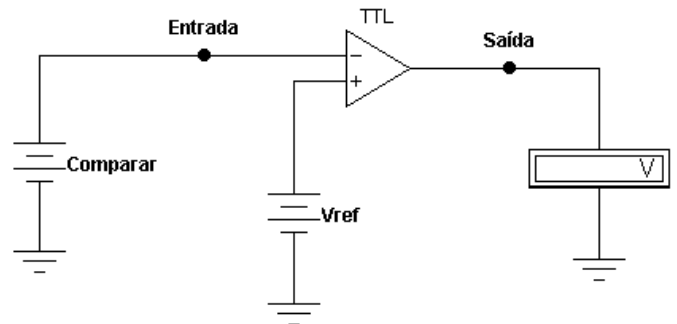 TTL
Entrada
Saída
−
+
Comparar
V
Vref